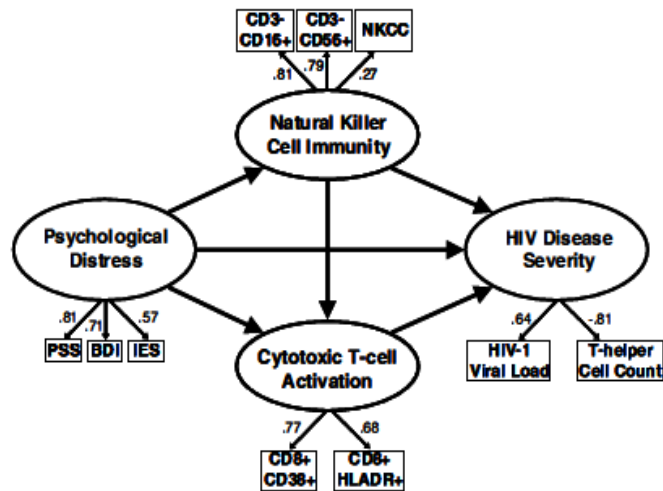 CD3-
CD16+
CD3-
CD56+
NKCC
.81
.79
.27
Natural Killer
Cell Immunity
Psychological
Distress
HIV Disease
Severity
.81
.71
.57
PSS
BDI
IES
Cytotoxic T-cell
Activation
.64
-.81
HIV-1
Viral Load
T-helper
Cell Count
.77
.68
CD8+
CD38+
CD8+
HLADR+